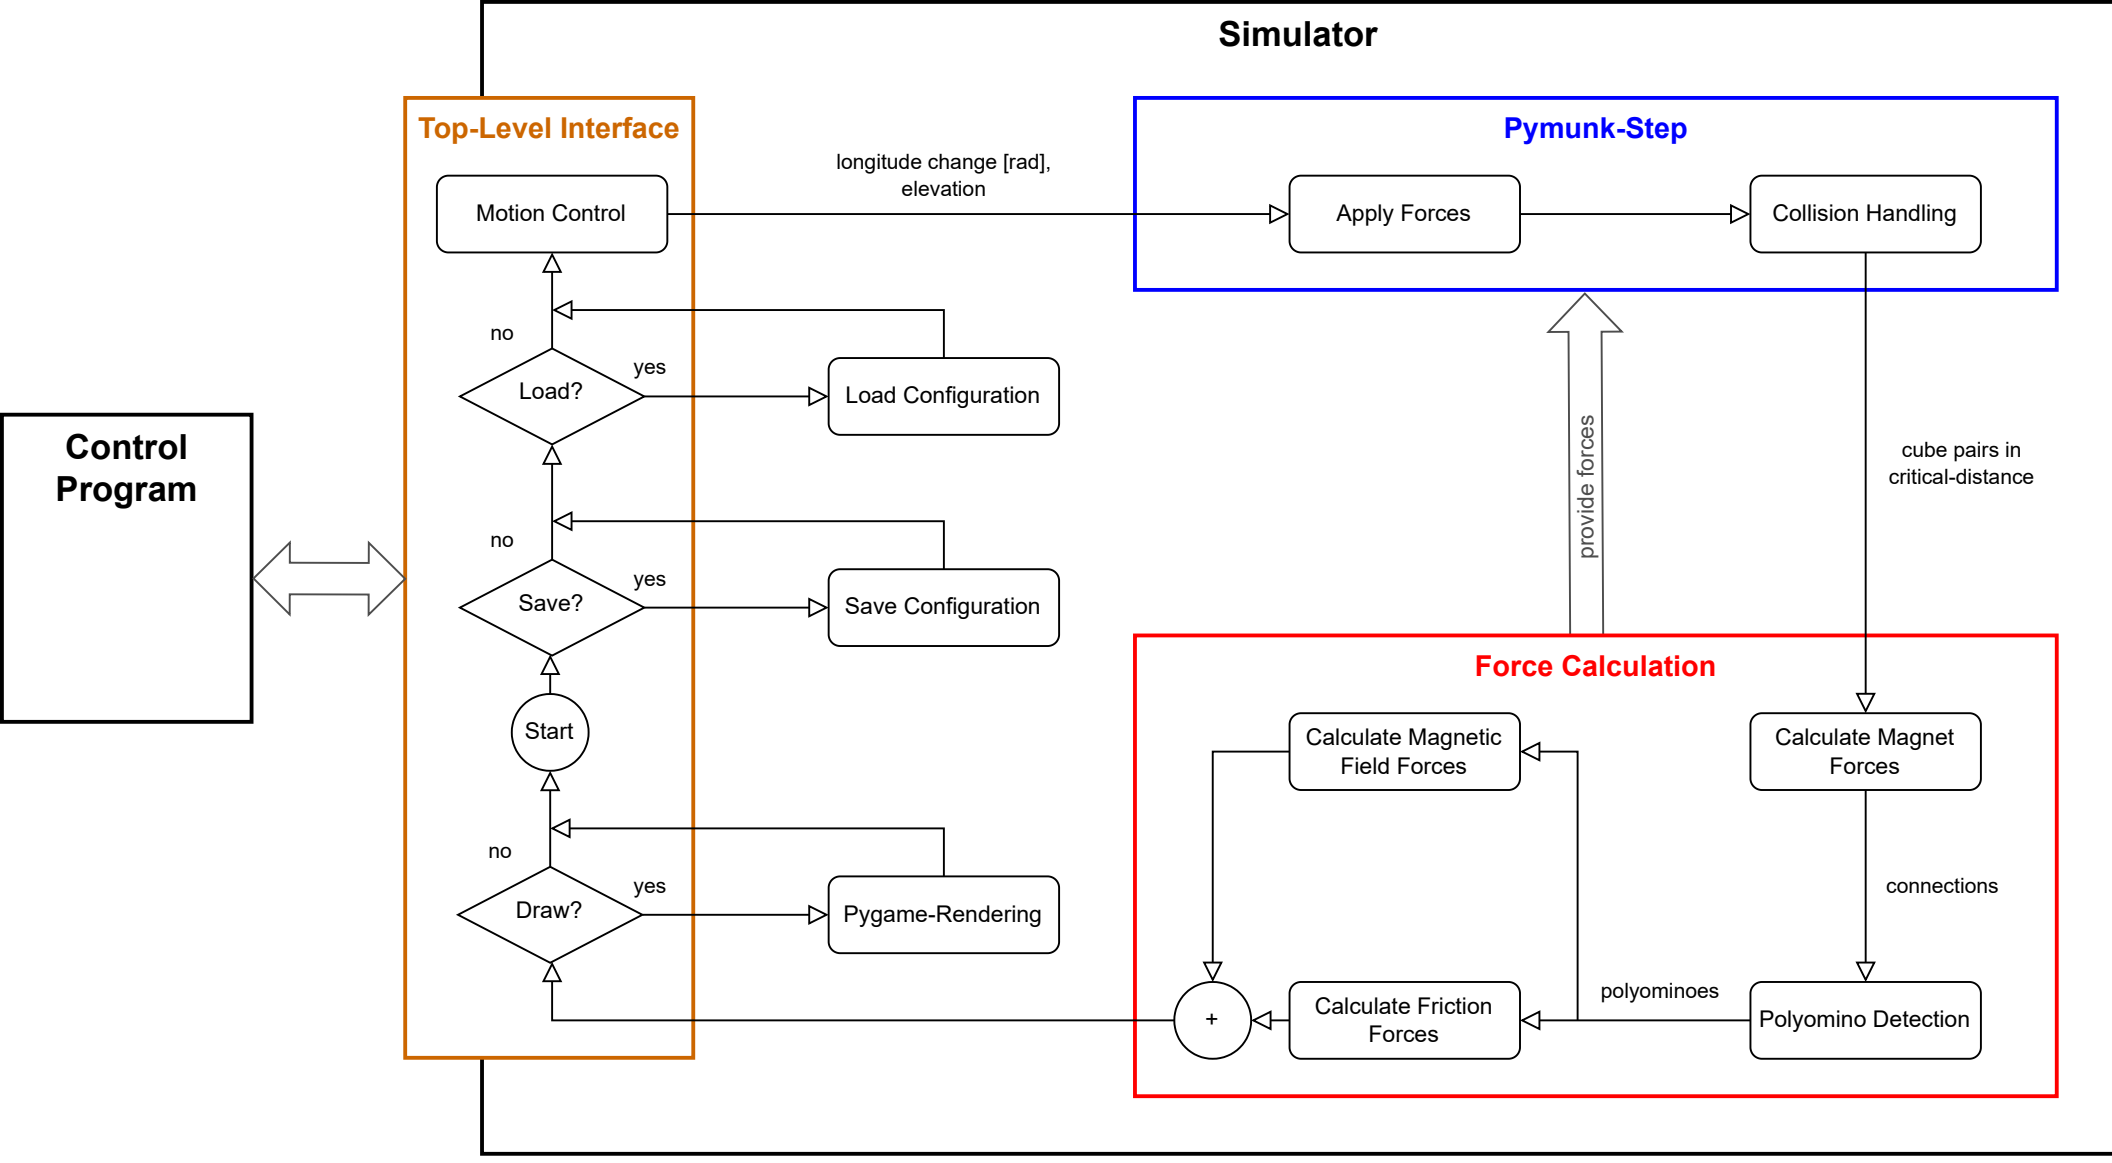 Simulator
Top-Level Interface
Pymunk-Step
longitude change [rad],
elevation
Motion Control
Apply Forces
Collision Handling
no
yes
Load?
Load Configuration
Control
Program
provide forces
cube pairs in
critical-distance
no
yes
Save?
Save Configuration
Force Calculation
Start
Calculate Magnetic
Field Forces
Calculate Magnet
Forces
no
yes
Draw?
Pygame-Rendering
connections
polyominoes
+
Calculate Friction
Forces
Polyomino Detection